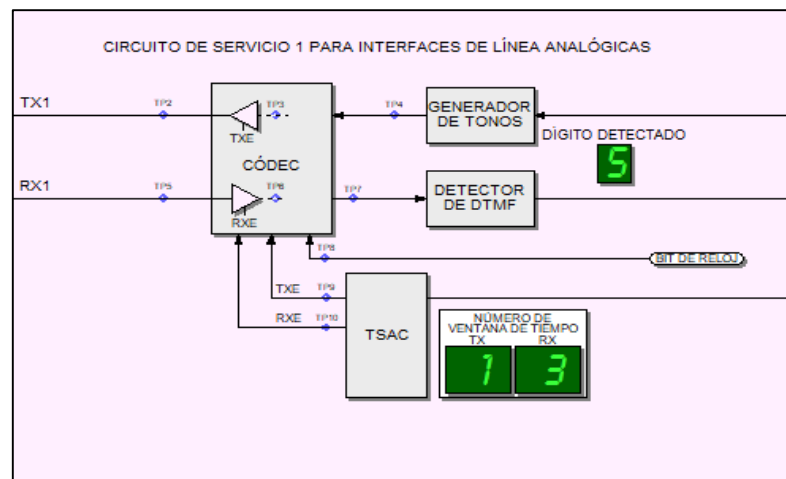 CIRCUITO DE SERVICIO 1 PARA INTERFACES DE LÍNEA ANALÓGICAS
TX1
TP2
TP3
TXE
TP4
GENERADOR
DE TONOS
DÌGITO DETECTADO
5
CÓDEC
RX1
TP5
TP6
RXE
TP7
DETECTOR
DE DTMF
TP8
BIT DE RELOJ
TXE
TP9
RXE
TP10
TSAC
NÚMERO DE
VENTANA DE TIEMPO
TX RX
1 3